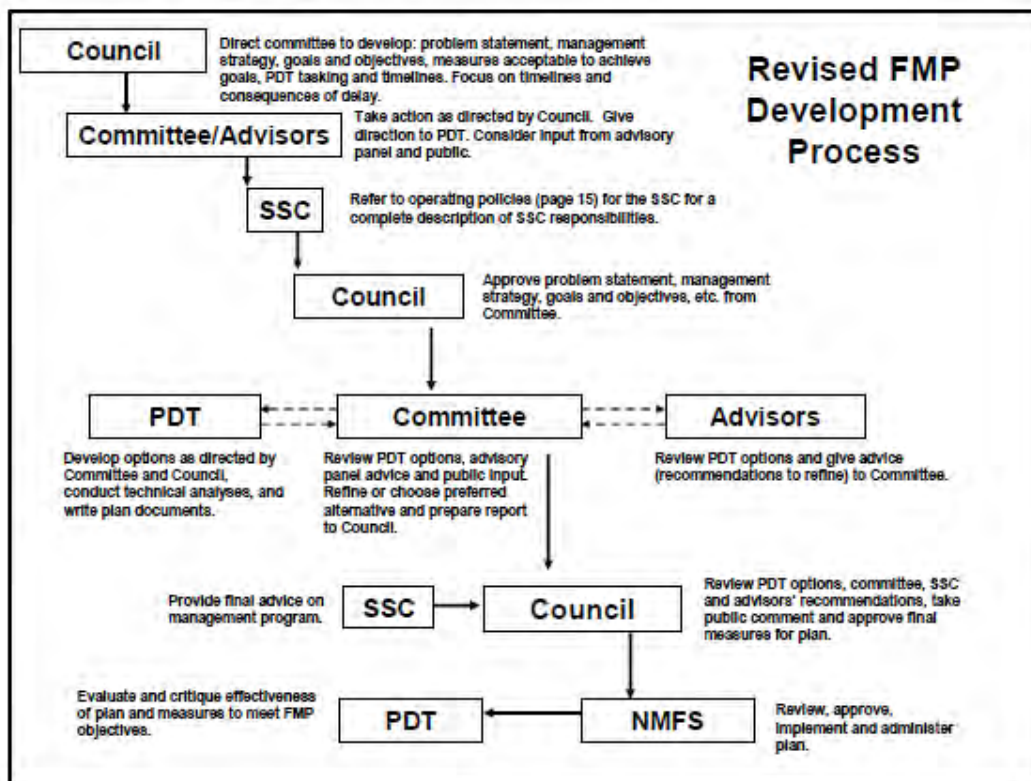 Council
Direct committee to develop: problem statement, management
strategy, goals and objectives, measures acceptable to achieve
goals, PDT tasking and timelines. Focus on timelines and
consequences of delay.
Revised FMP
Development
Process
Committee/Advisors
Take action as directed by Council. Give
direction to PDT. Consider input from advisory
panel and public.
SSC
Refer to operating policies (page 15) for the SSC for a
complete description of SSC responsibilities.
Council
Approve problem statement, management
strategy, goals and objectives, etc. from
Committee.
PDT
Committee
Advisors
Develop options as directed by
Committee and Council,
conduct technical analyses, and
write plan documents.
Review PDT options, advisory
panel advice and public input.
Refine or choose preferred
alternative and prepare report
to Council.
Review PDT options and give advice
(recommendations to refine) to Committee.
Provide final advice on
management program.
SSC
Council
Review PDT options, committee, SSC
and advisors' recommendations, take
public comment and approve final
measures for plan.
Evaluate and critique effectiveness
of plan and measures to meet FMP
objectives.
PDT
NMFS
Review, approve,
implement and administer
plan.